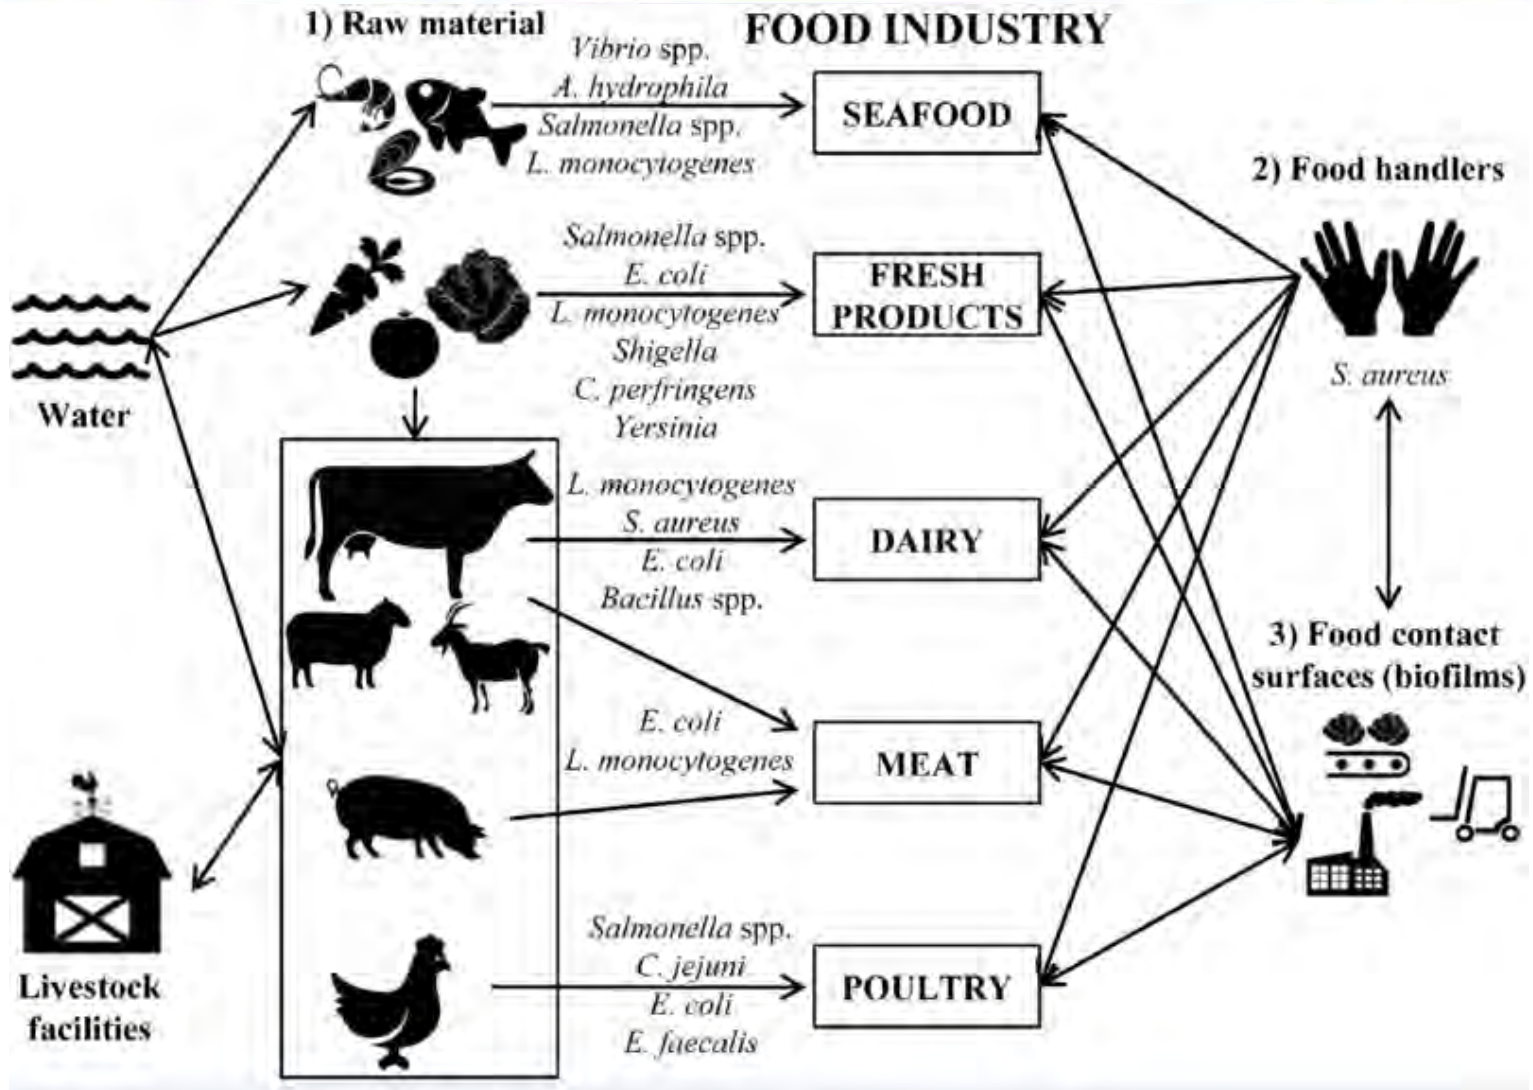 1) Raw material
FOOD INDUSTRY
Vibrio spp.
A. hydrophila
Salmonella spp.
L. monocytogenes
SEAFOOD
2) Food handlers
Salmonella spp.
E. coli
L. monocytogenes
Shigella
C. perfringens
Yersinia
FRESH
PRODUCTS
S. aureus
Water
L. monocytogenes
S. aureus
E. coli
Bacillus spp.
DAIRY
3) Food contact
surfaces (biofilms)
E. coli
L. monocytogenes
MEAT
Livestock
facilities
Salmonella spp.
C. jejuni
E. coli
E. faecalis
POULTRY